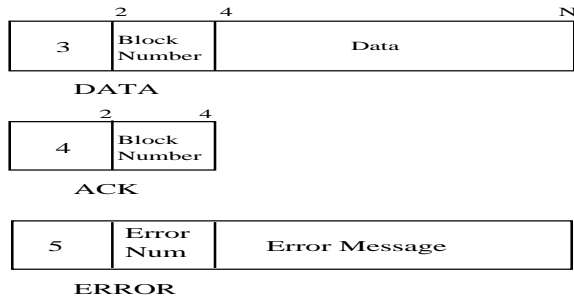 2 4 N
3 Block Number Data
DATA
2 4
4 Block Number
ACK
5 Error Num Error Message
ERROR